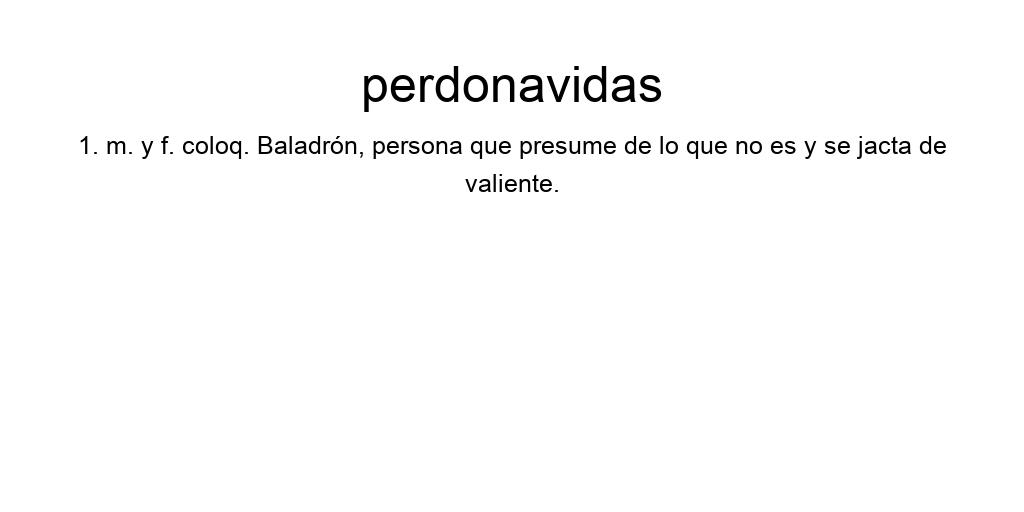 perdonavidas
1. m. y f. coloq. Baladrón, persona que presume de lo que no es y se jacta de
valiente.